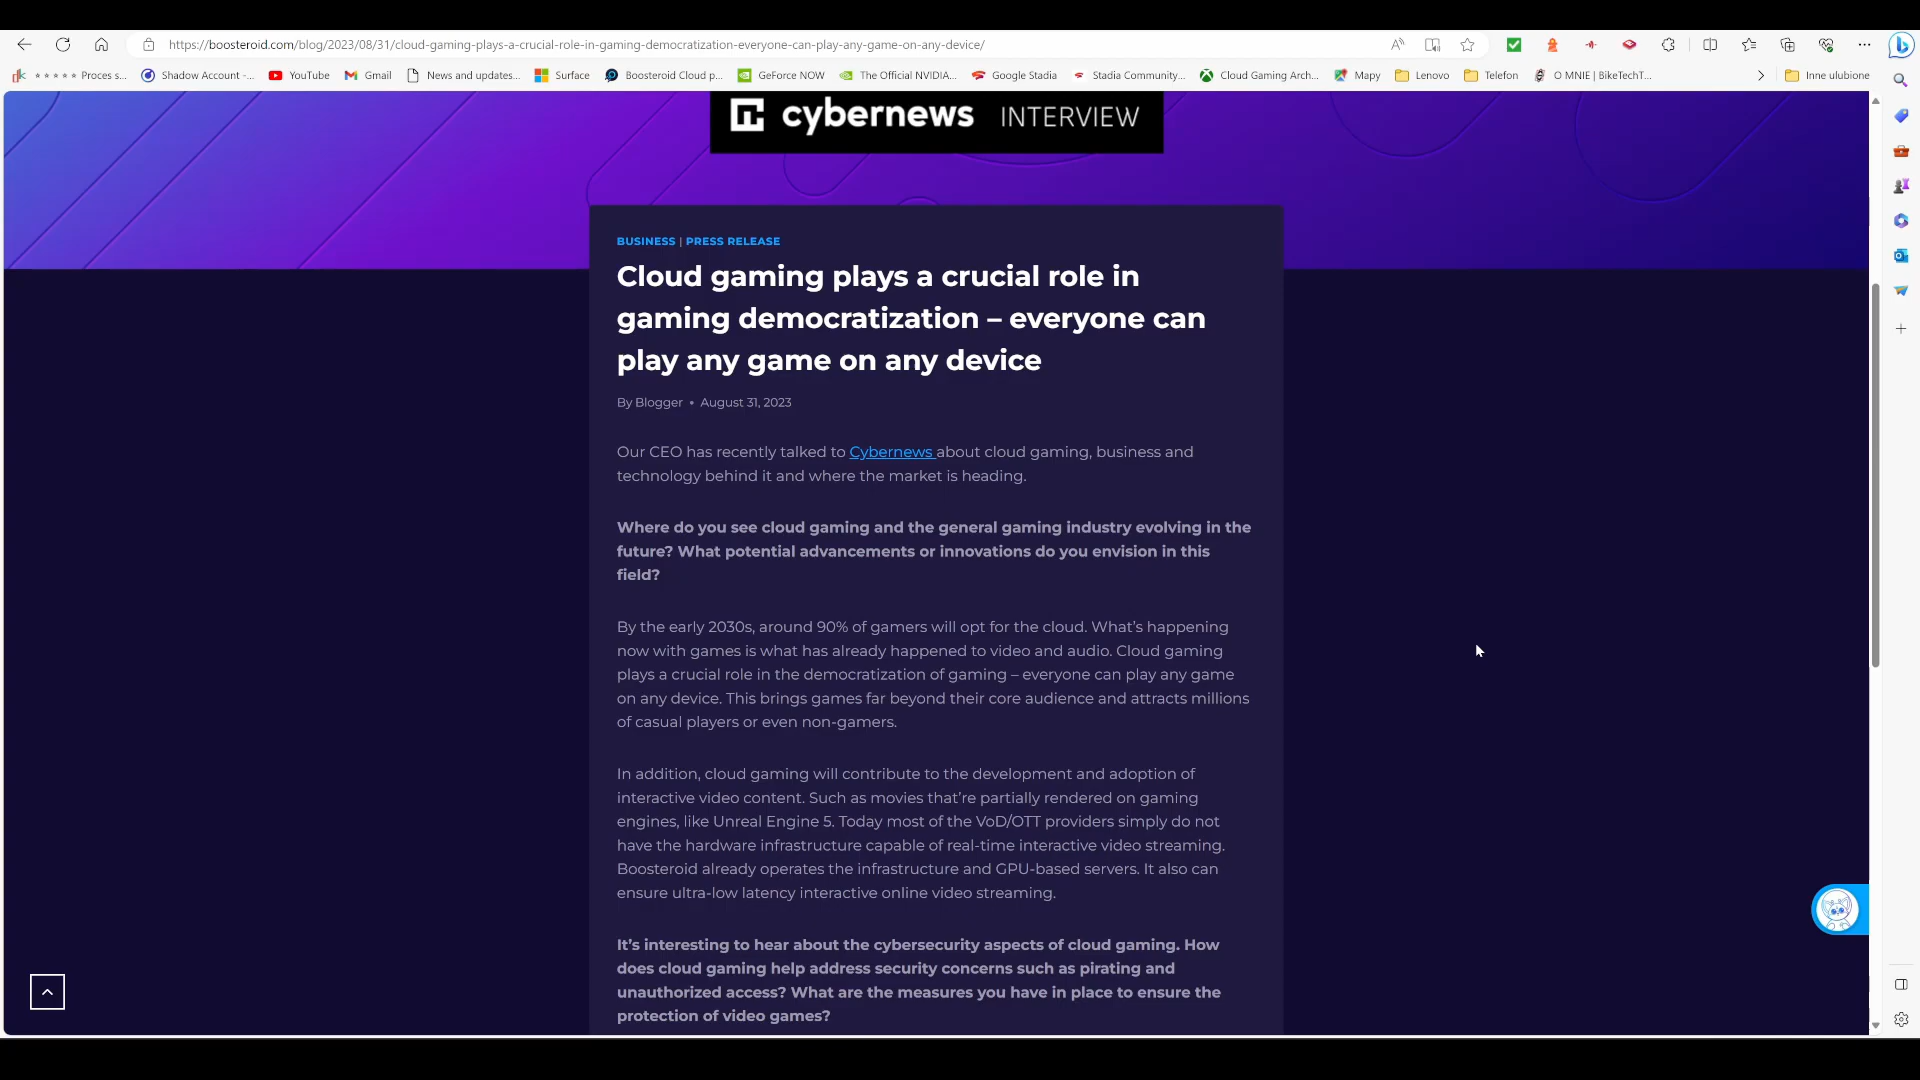 https://boosteroid.com/blog/2023/08/31/cloud-gaming-plays-a-crucial-role-in-gaming-democratization-everyone-can-play-any-game-on-any-device/
Proces s...
Shadow Account -...
YouTube
Gmail
News and updates...
Surface
Boosteroid Cloud p...
GeForce NOW
The Official NVIDIA...
Google Stadia
Stadia Community...
Cloud Gaming Arch...
Mapy
Lenovo
Telefon
O MNIE | BikeTechT...
Inne ulubione
cybernews INTERVIEW
BUSINESS | PRESS RELEASE
Cloud gaming plays a crucial role in
gaming democratization – everyone can
play any game on any device
By Blogger • August 31, 2023
Our CEO has recently talked to Cybernews about cloud gaming, business and
technology behind it and where the market is heading.
Where do you see cloud gaming and the general gaming industry evolving in the
future? What potential advancements or innovations do you envision in this
field?
By the early 2030s, around 90% of gamers will opt for the cloud. What's happening
now with games is what has already happened to video and audio. Cloud gaming
plays a crucial role in the democratization of gaming – everyone can play any game
on any device. This brings games far beyond their core audience and attracts millions
of casual players or even non-gamers.
In addition, cloud gaming will contribute to the development and adoption of
interactive video content. Such as movies that're partially rendered on gaming
engines, like Unreal Engine 5. Today most of the VoD/OTT providers simply do not
have the hardware infrastructure capable of real-time interactive video streaming.
Boosteroid already operates the infrastructure and GPU-based servers. It also can
ensure ultra-low latency interactive online video streaming.
It's interesting to hear about the cybersecurity aspects of cloud gaming. How
does cloud gaming help address security concerns such as pirating and
unauthorized access? What are the measures you have in place to ensure the
protection of video games?